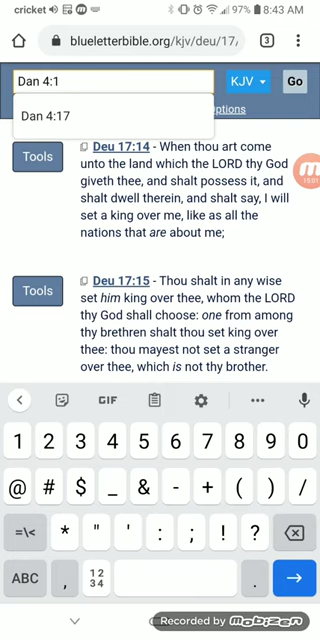 cricket 97% 8:43 AM
blueletterbible.org/kjv/deu/17/ 3
Dan 4:1 KJV Go
Dan 4:17
ptions
Tools Deu 17:14 - When thou art come
unto the land which the LORD thy God
giveth thee, and shalt possess it, and
shalt dwell therein, and shalt say, I will
set a king over me, like as all the
nations that are about me;
15:01
Tools Deu 17:15 - Thou shalt in any wise
set him king over thee, whom the LORD
thy God shall choose: one from among
thy brethren shalt thou set king over
thee: thou mayest not set a stranger
over thee, which is not thy brother.
GIF
1 2 3 4 5 6 7 8 9 0
@ # $ _ & - + ( ) /
=\< * " ' : ; ! ?
ABC , 12 34 .
Recorded by mobizen